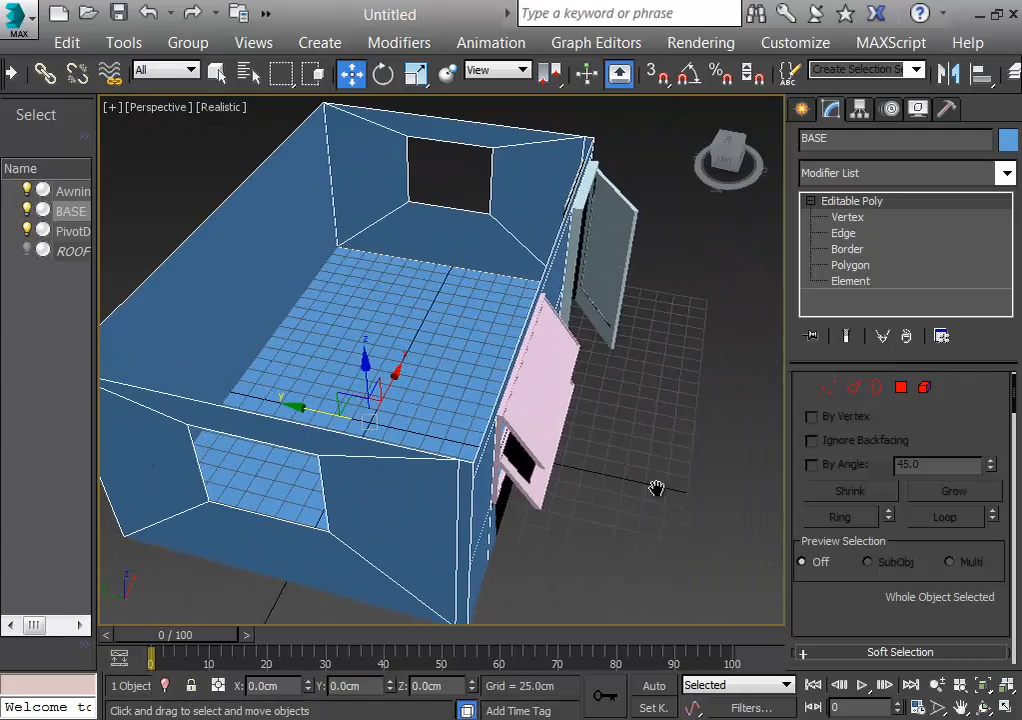 Untitled
Type a keyword or phrase
MAX
Edit Tools Group Views Create Modifiers Animation Graph Editors Rendering Customize MAXScript Help
All
View
3
%
ABC
Create Selection Se
Select
[+] [Perspective] [Realistic]
BASE
Modifier List
Name
Awnin
BASE
PivotD
ROOF
Editable Poly
Vertex
Edge
Border
Polygon
Element
z
x
y
By Vertex
Ignore Backfacing
By Angle: 45.0
Shrink Grow
Ring Loop
Preview Selection
Off SubObj Multi
Whole Object Selected
z
< 0 / 100 >
Soft Selection
0 10 20 30 40 50 60 70 80 90 100
1 Object X: 0.0cm Y: 0.0cm Z: 0.0cm Grid = 25.0cm Auto Selected
Welcome to Click and drag to select and move objects Add Time Tag Set K. Filters... 0